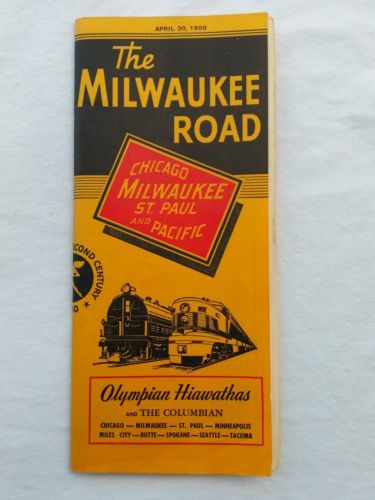 APRIL 30, 1950
The
MILWAUKEE
ROAD
CHICAGO
MILWAUKEE
ST. PAUL
AND PACIFIC
SECOND CENTURY
Olympian Hiawathas
AND THE COLUMBIAN
CHICAGO — MILWAUKEE — ST. PAUL — MINNEAPOLIS
MILES CITY — BUTTE — SPOKANE — SEATTLE — TACOMA